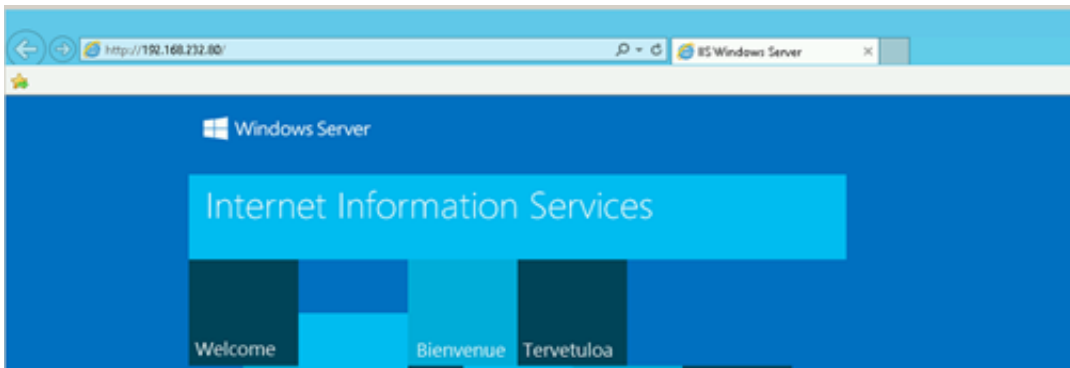 http://192.168.232.80/
IIS Windows Server
Windows Server
Internet Information Services
Welcome
Bienvenue
Tervetuloa